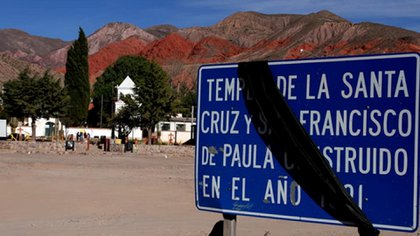 DE LA SANTA
CRUZ Y FRANCISCO
DE PAULA
EN EL AÑO